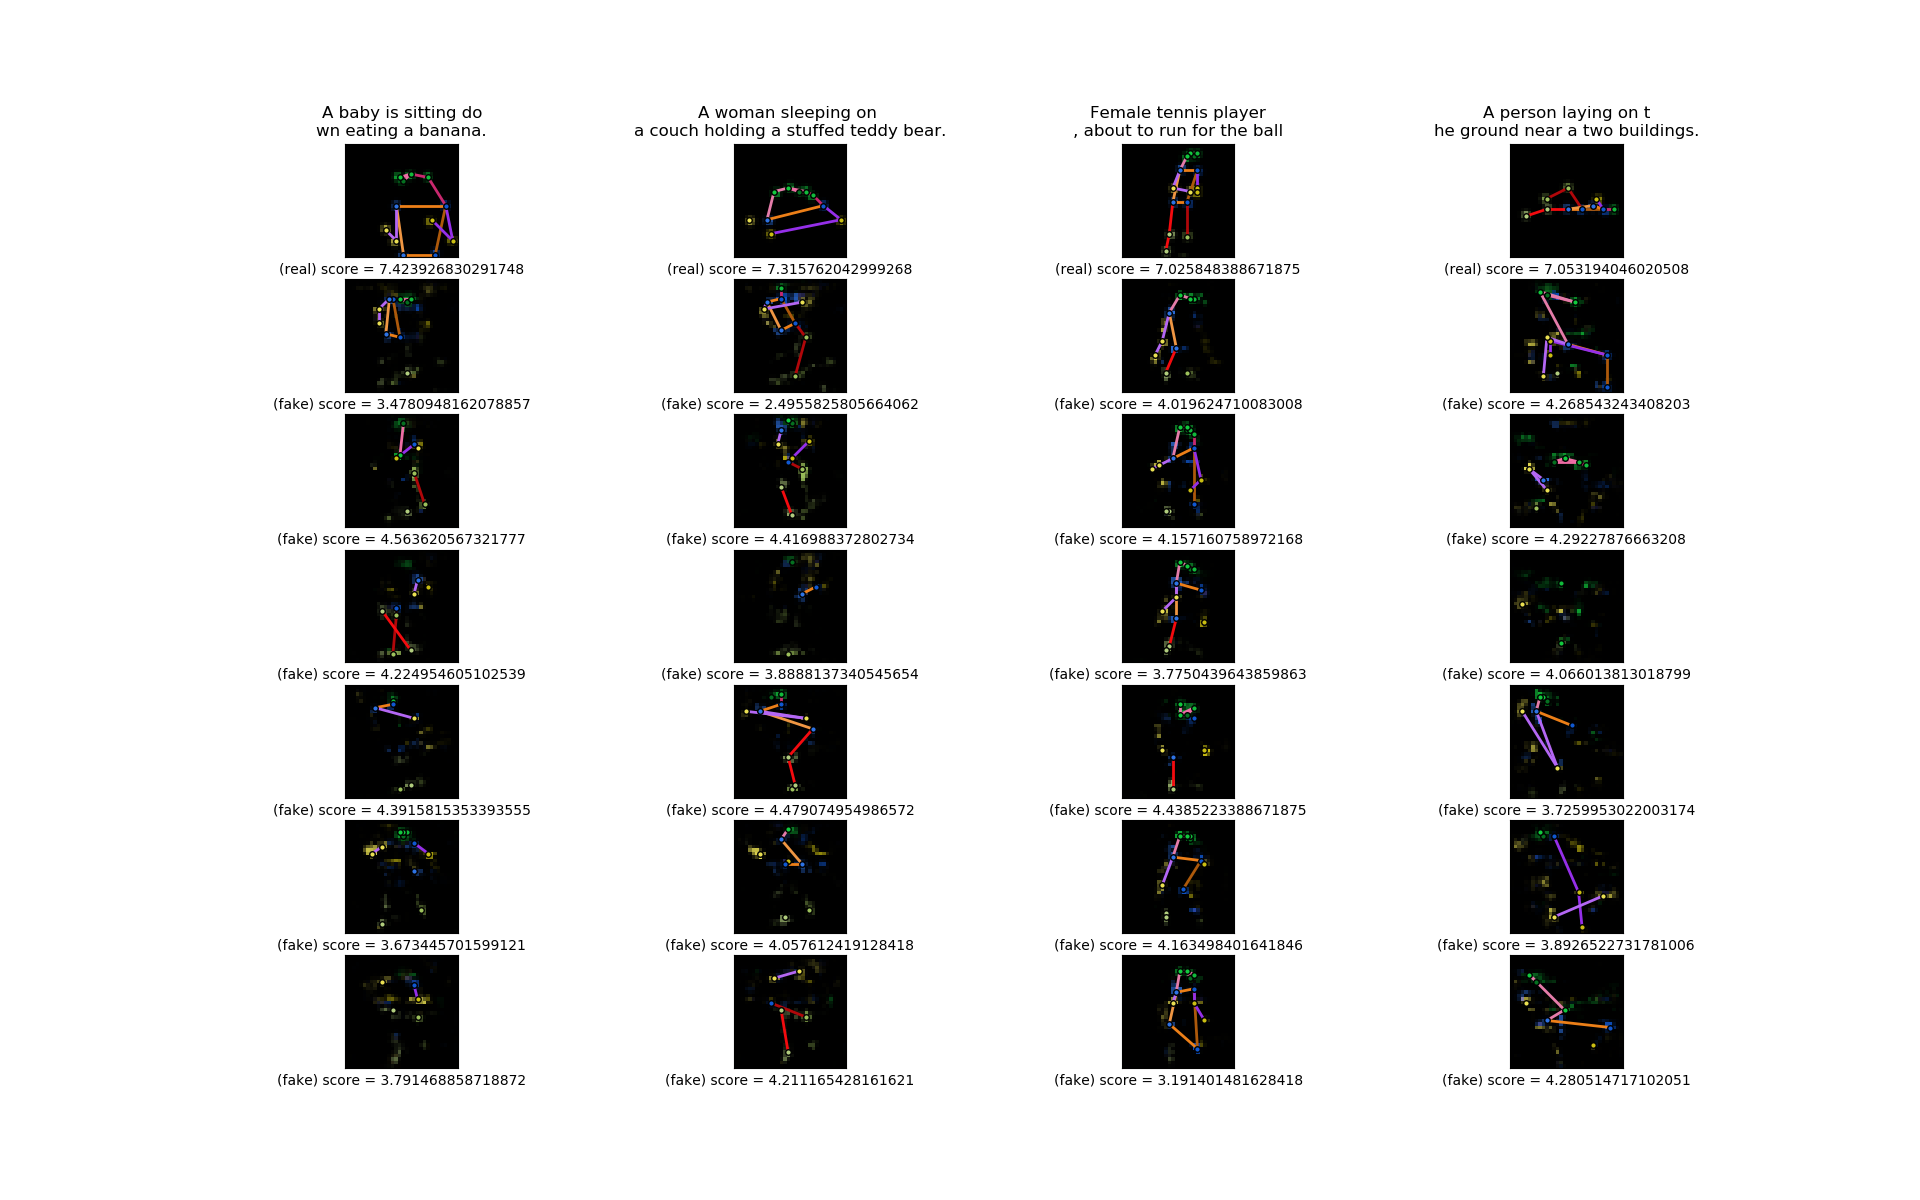 A baby is sitting do
wn eating a banana.
A woman sleeping on
a couch holding a stuffed teddy bear.
Female tennis player
, about to run for the ball
A person laying on t
he ground near a two buildings.
(real) score = 7.423926830291748
(real) score = 7.315762042999268
(real) score = 7.025848388671875
(real) score = 7.053194046020508
(fake) score = 3.4780948162078857
(fake) score = 2.4955825805664062
(fake) score = 4.019624710083008
(fake) score = 4.268543243408203
(fake) score = 4.563620567321777
(fake) score = 4.416988372802734
(fake) score = 4.157160758972168
(fake) score = 4.29227876663208
(fake) score = 4.224954605102539
(fake) score = 3.8888137340545654
(fake) score = 3.7750439643859863
(fake) score = 4.066013813018799
(fake) score = 4.3915815353393555
(fake) score = 4.479074954986572
(fake) score = 4.4385223388671875
(fake) score = 3.7259953022003174
(fake) score = 3.673445701599121
(fake) score = 4.057612419128418
(fake) score = 4.163498401641846
(fake) score = 3.8926522731781006
(fake) score = 3.791468858718872
(fake) score = 4.211165428161621
(fake) score = 3.191401481628418
(fake) score = 4.280514717102051